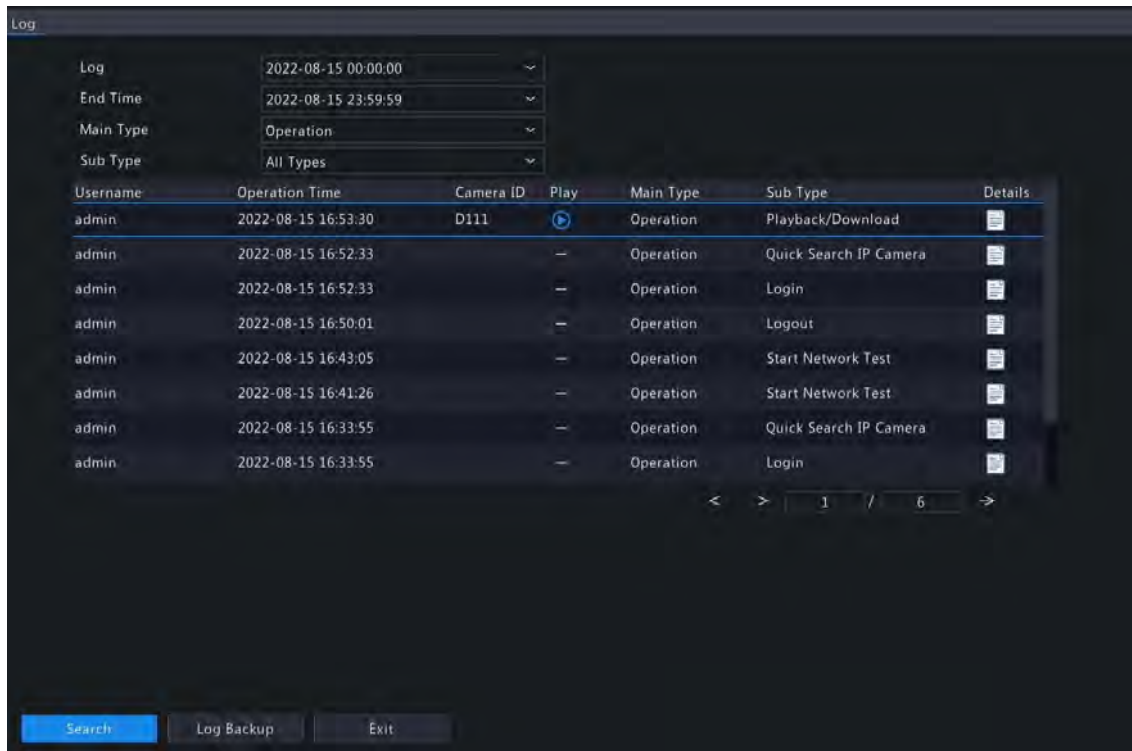 Log
Log 2022-08-15 00:00:00
End Time 2022-08-15 23:59:59
Main Type Operation
Sub Type All Types
Username Operation Time Camera ID Play Main Type Sub Type Details
admin 2022-08-15 16:53:30 D111 Operation Playback/Download
admin 2022-08-15 16:52:33 — Operation Quick Search IP Camera
admin 2022-08-15 16:52:33 — Operation Login
admin 2022-08-15 16:50:01 — Operation Logout
admin 2022-08-15 16:43:05 — Operation Start Network Test
admin 2022-08-15 16:41:26 — Operation Start Network Test
admin 2022-08-15 16:33:55 — Operation Quick Search IP Camera
admin 2022-08-15 16:33:55 — Operation Login
< > 1 / 6 →
Search Log Backup Exit